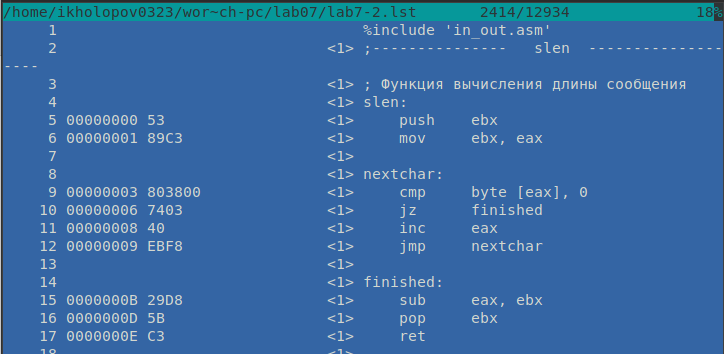 /home/ikholopov0323/wor~ch-pc/lab07/lab7-2.lst 2414/12934 18%
1 %include 'in_out.asm'
2 <1> ;--------------- slen ---------------
----
3 <1> ; Функция вычисления длины сообщения
4 <1> slen:
5 00000000 53 <1> push ebx
6 00000001 89C3 <1> mov ebx, eax
7 <1>
8 <1> nextchar:
9 00000003 803800 <1> cmp byte [eax], 0
10 00000006 7403 <1> jz finished
11 00000008 40 <1> inc eax
12 00000009 EBF8 <1> jmp nextchar
13 <1>
14 <1> finished:
15 0000000B 29D8 <1> sub eax, ebx
16 0000000D 5B <1> pop ebx
17 0000000E C3 <1> ret
18 <1>